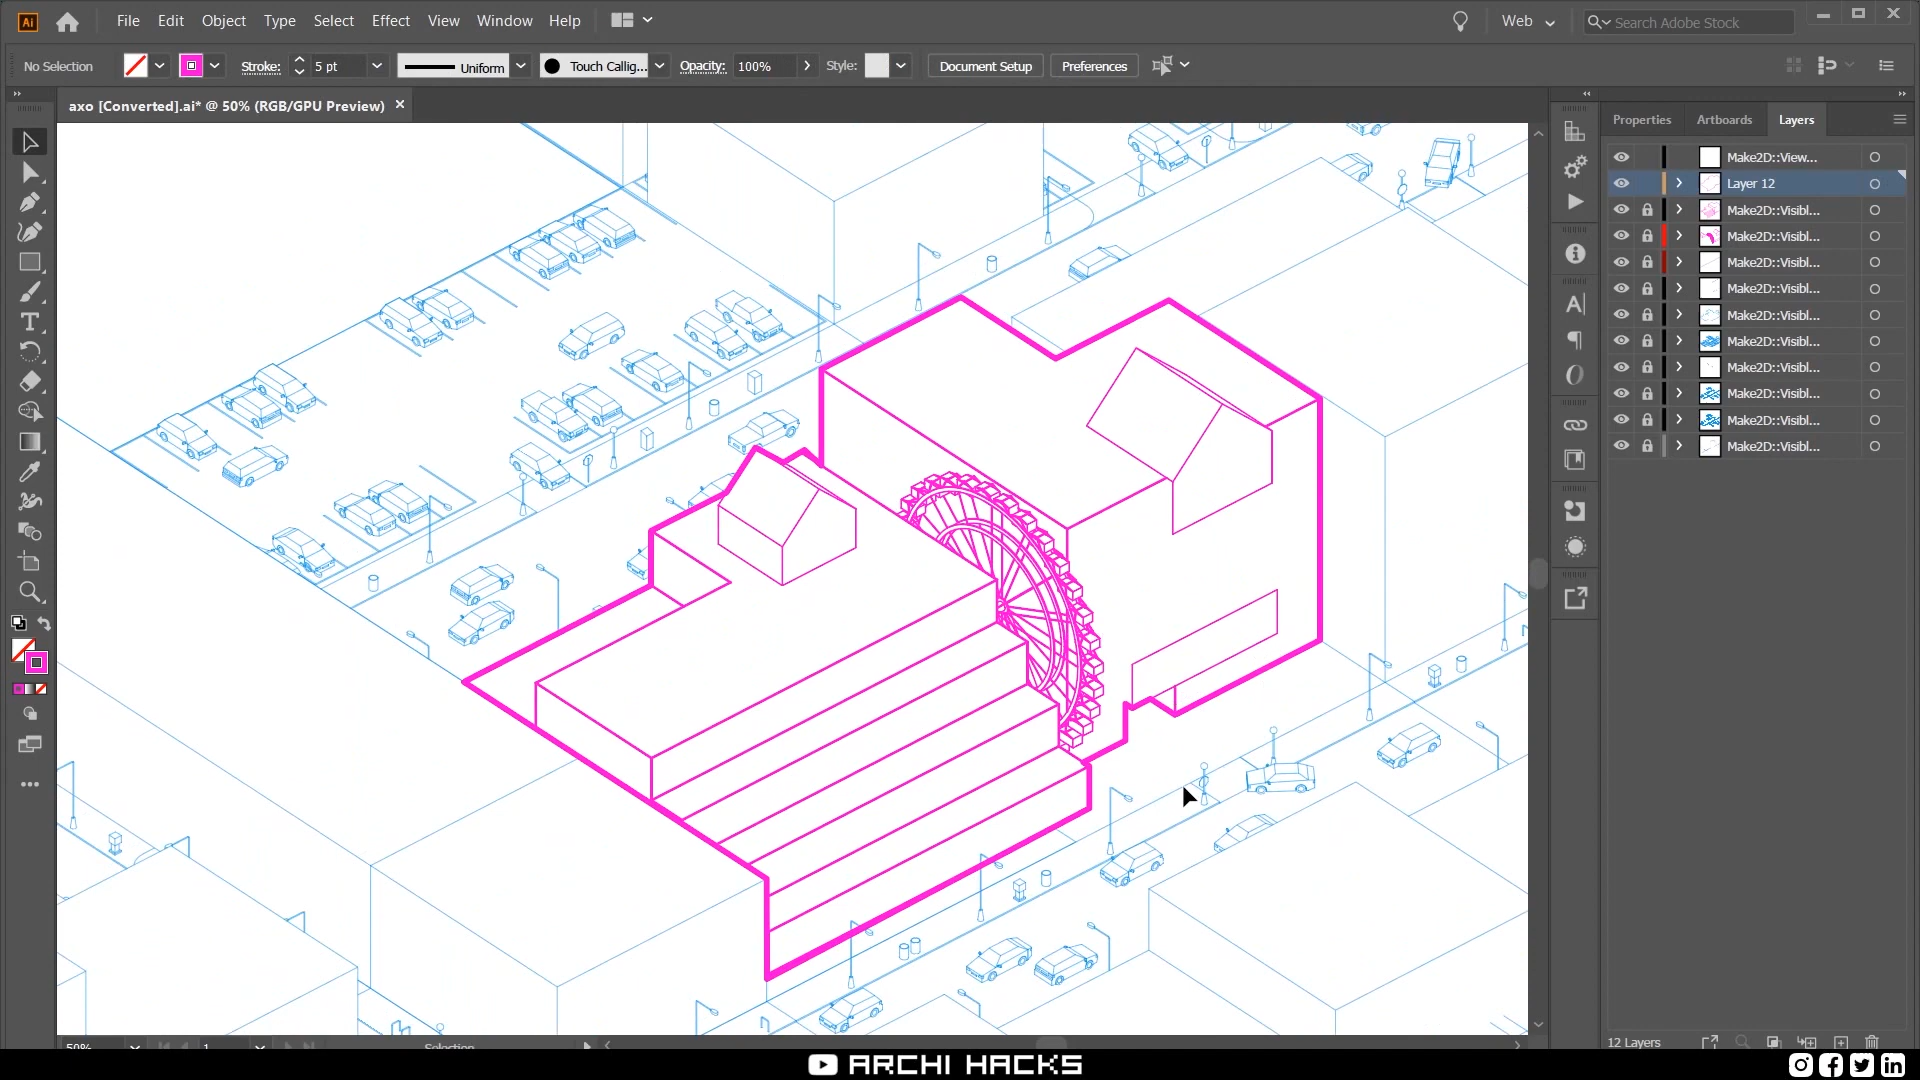 Ai File Edit Object Type Select Effect View Window Help Web Search Adobe Stock
No Selection Stroke: 5 pt Uniform Touch Callig... Opacity: 100% Style: Document Setup Preferences
axo [Converted].ai* @ 50% (RGB/GPU Preview)
Properties Artboards Layers
Make2D::View...
Layer 12
Make2D::Visibl...
Make2D::Visibl...
Make2D::Visibl...
Make2D::Visibl...
Make2D::Visibl...
Make2D::Visibl...
Make2D::Visibl...
Make2D::Visibl...
Make2D::Visibl...
Make2D::Visibl...
50% 1 Selection
12 Layers
ARCHI HACKS